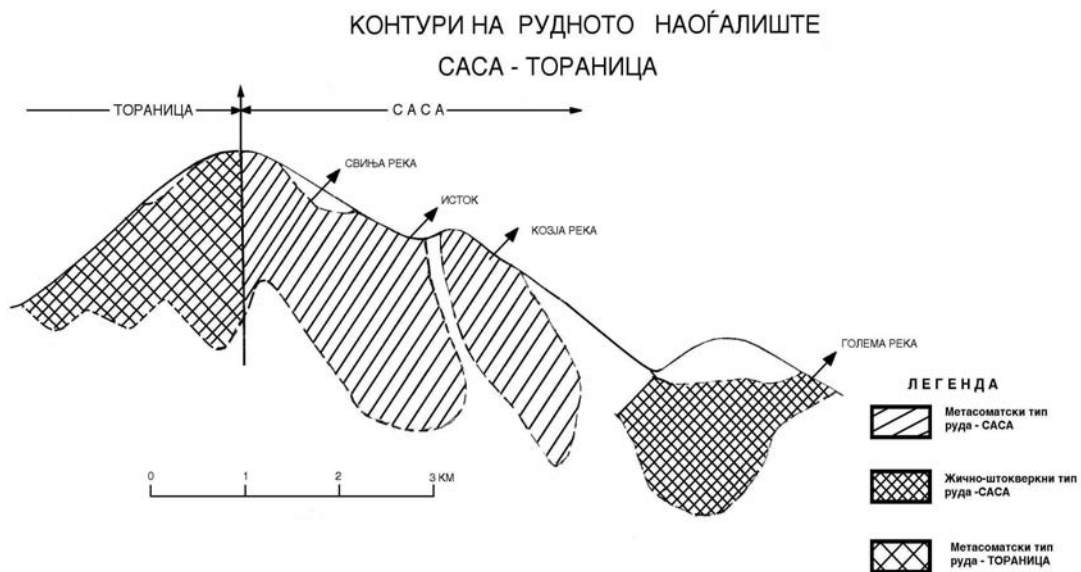 КОНТУРИ НА РУДНОТО НАОЃАЛИШТЕ
САСА - ТОРАНИЦА
ТОРАНИЦА
С А С А
СВИЊА РЕКА
ИСТОК
КОЗЈА РЕКА
ГОЛЕМА РЕКА
0 1 2 3 КМ
ЛЕГЕНДА
Метасоматски тип
руда - САСА
Жично-штокверкни тип
руда -САСА
Метасоматски тип
руда - ТОРАНИЦА